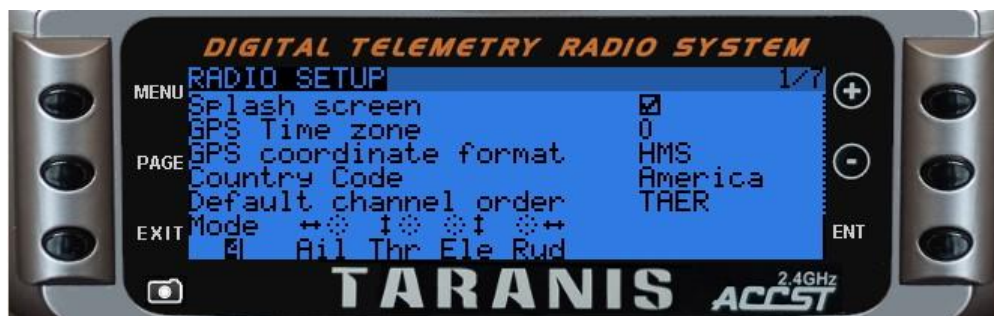 DIGITAL TELEMETRY RADIO SYSTEM
MENU
RADIO SETUP 1/7
Splash screen
GPS Time zone 0
PAGE
GPS coordinate format HMS
Country Code America
Default channel order TAER
EXIT
Mode
Ail Thr Ele Rud
ENT
TARANIS
2.4GHz
ACCST